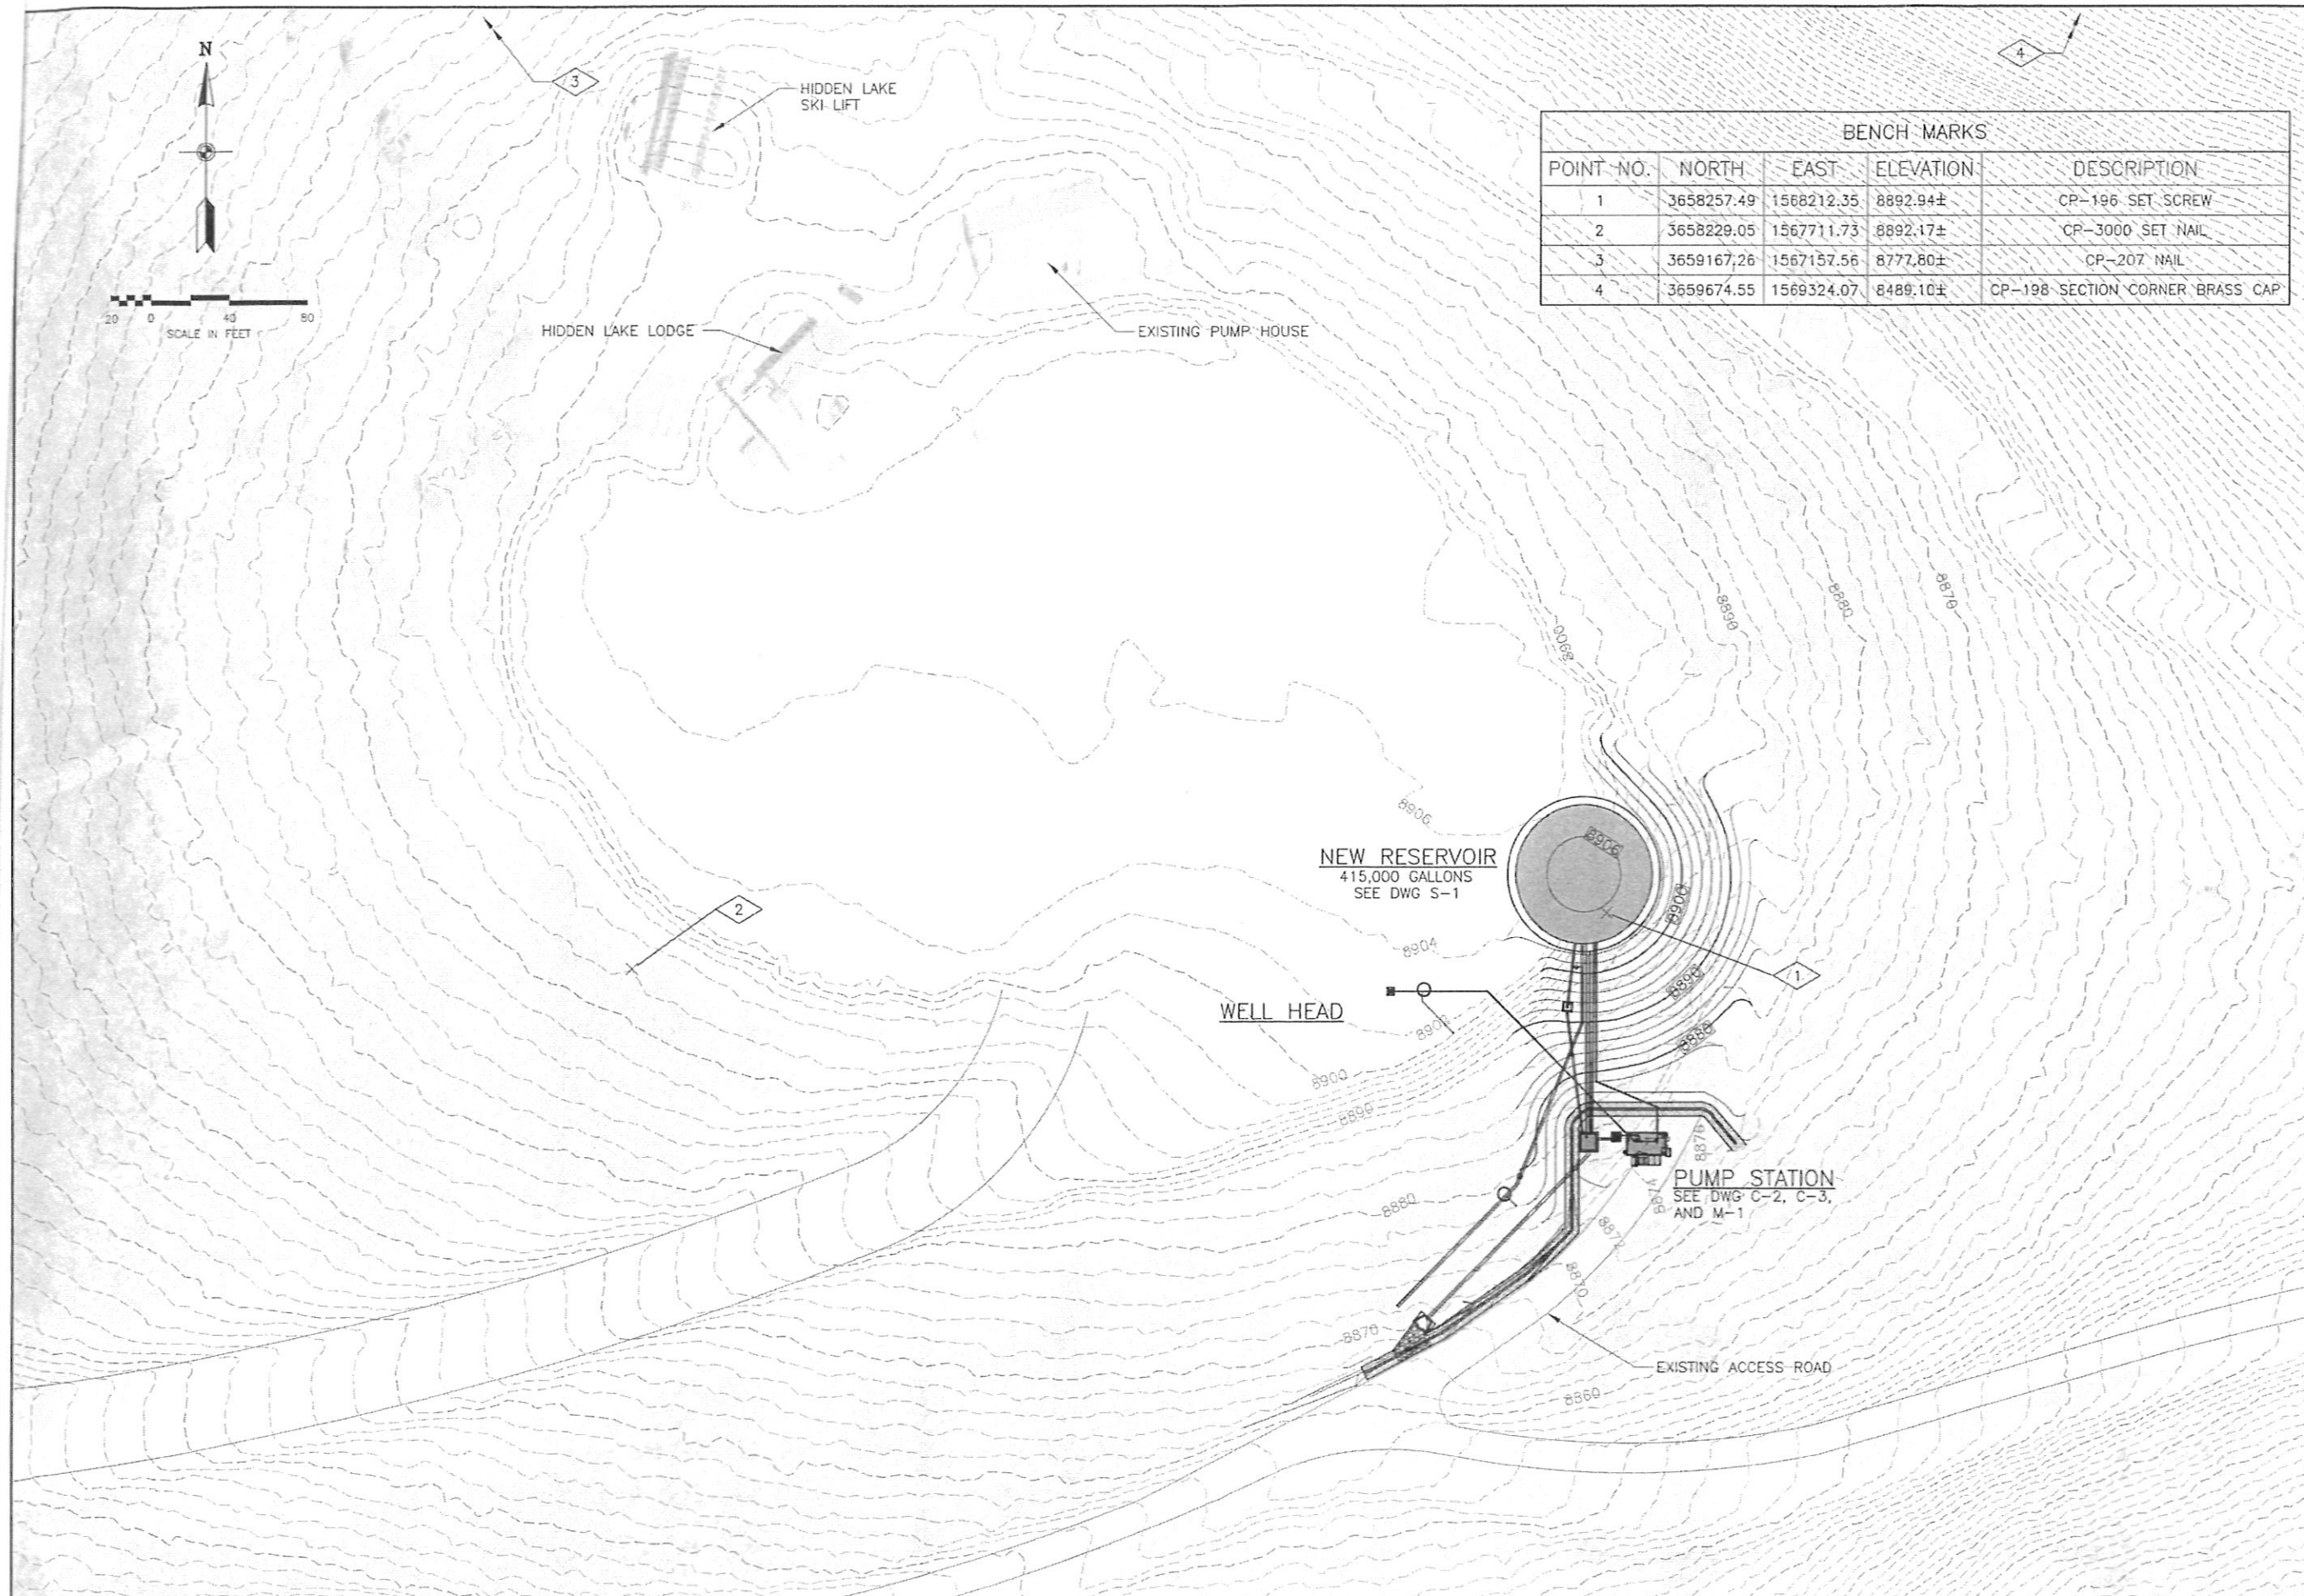 N
3
4
HIDDEN LAKE
SKI LIFT
20 0 40 80
SCALE IN FEET
HIDDEN LAKE LODGE
EXISTING PUMP HOUSE
BENCH MARKS
POINT NO. NORTH EAST ELEVATION DESCRIPTION
1 3658257.49 1568212.35 8892.94± CP-196 SET SCREW
2 3658229.05 1567711.73 8892.17± CP-3000 SET NAIL
3 3659167.26 1567157.56 8777.80± CP-207 NAIL
4 3659674.55 1569324.07 8489.10± CP-198 SECTION CORNER BRASS CAP
8870
8880
8890
8900
8906
8906
NEW RESERVOIR
415,000 GALLONS
SEE DWG S-1
8900
2
8904
1
8890
WELL HEAD
8880
8900
8890
8876
PUMP STATION
SEE DWG C-2, C-3,
AND M-1
8880
8874
8872
8870
8870
EXISTING ACCESS ROAD
8860